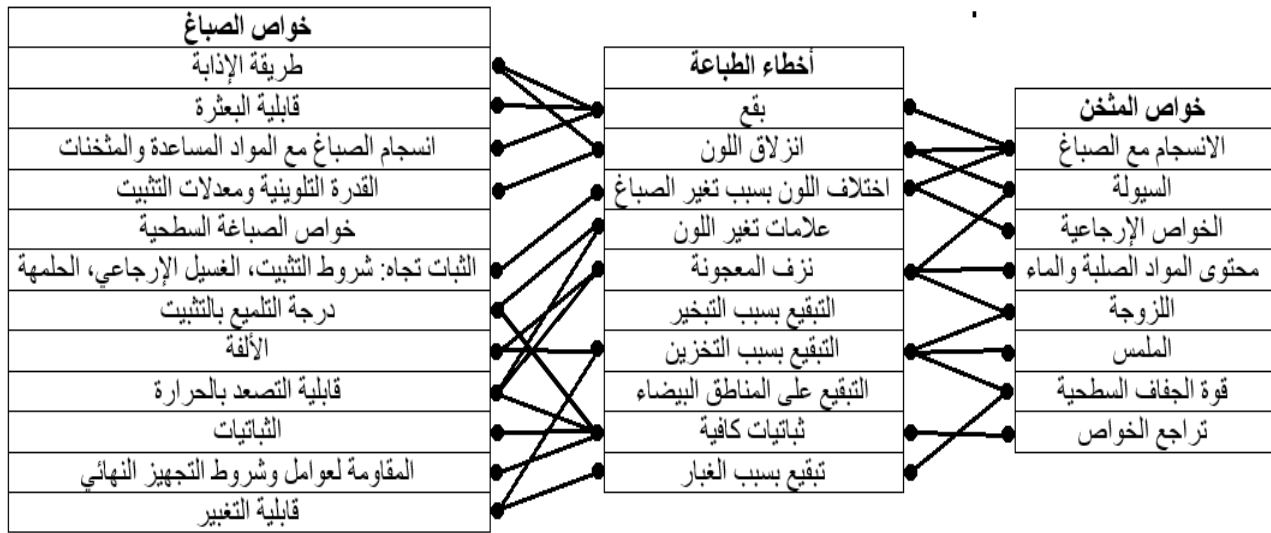 خواص الصباغ
طريقة الإذابة
قابلية البعثرة
انسجام الصباغ مع المواد المساعدة والمثخنات
القدرة التلوينية ومعدلات التثبيت
خواص الصباغة السطحية
الثبات تجاه: شروط التثبيت، الغسيل الإرجاعي، الحلمهة
درجة التلميع بالتثبيت
الألفة
قابلية التصعد بالحرارة
الثباتيات
المقاومة لعوامل وشروط التجهيز النهائي
قابلية التغبير
أخطاء الطباعة
بقع
انزلاق اللون
اختلاف اللون بسبب تغير الصباغ
علامات تغير اللون
نزف المعجونة
التبقيع بسبب التبخير
التبقيع بسبب التخزين
التبقيع على المناطق البيضاء
ثباتيات كافية
تبقيع بسبب الغبار
خواص المثخن
الانسجام مع الصباغ
السيولة
الخواص الإرجاعية
محتوى المواد الصلبة والماء
اللزوجة
الملمس
قوة الجفاف السطحية
تراجع الخواص